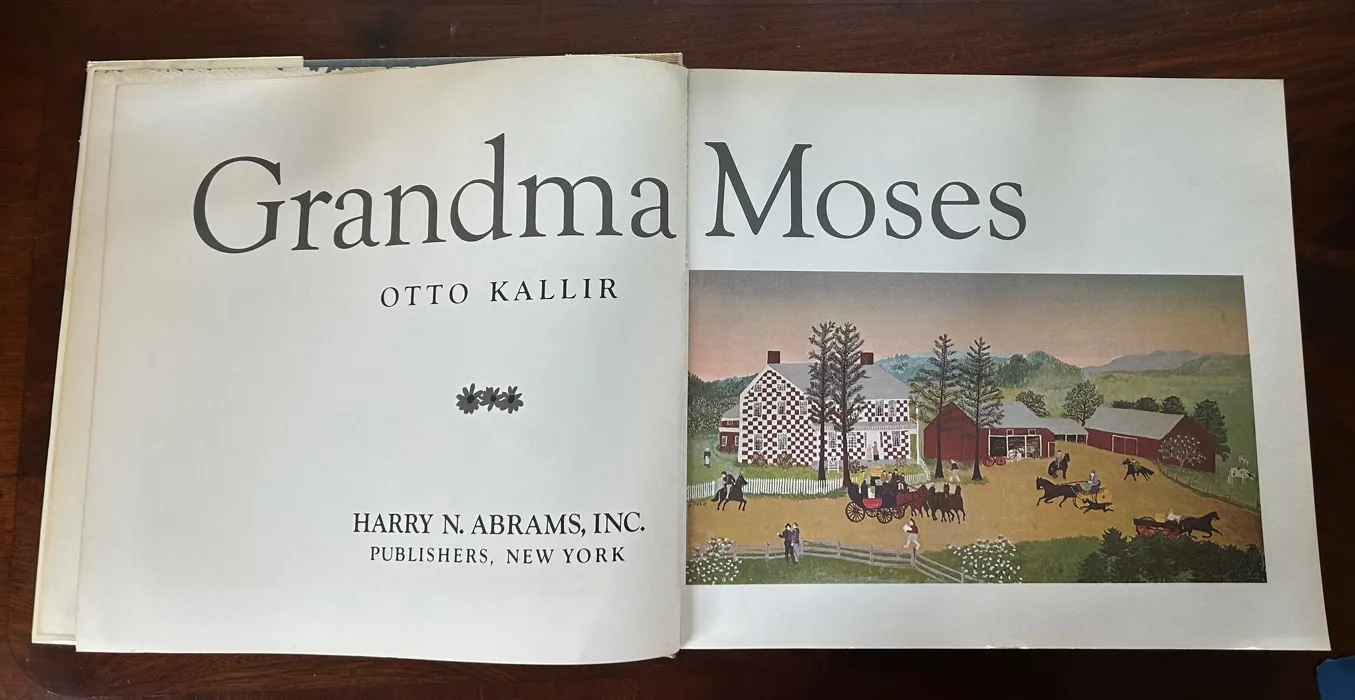 Grandma Moses
OTTO KALLIR
HARRY N. ABRAMS, INC.
PUBLISHERS, NEW YORK